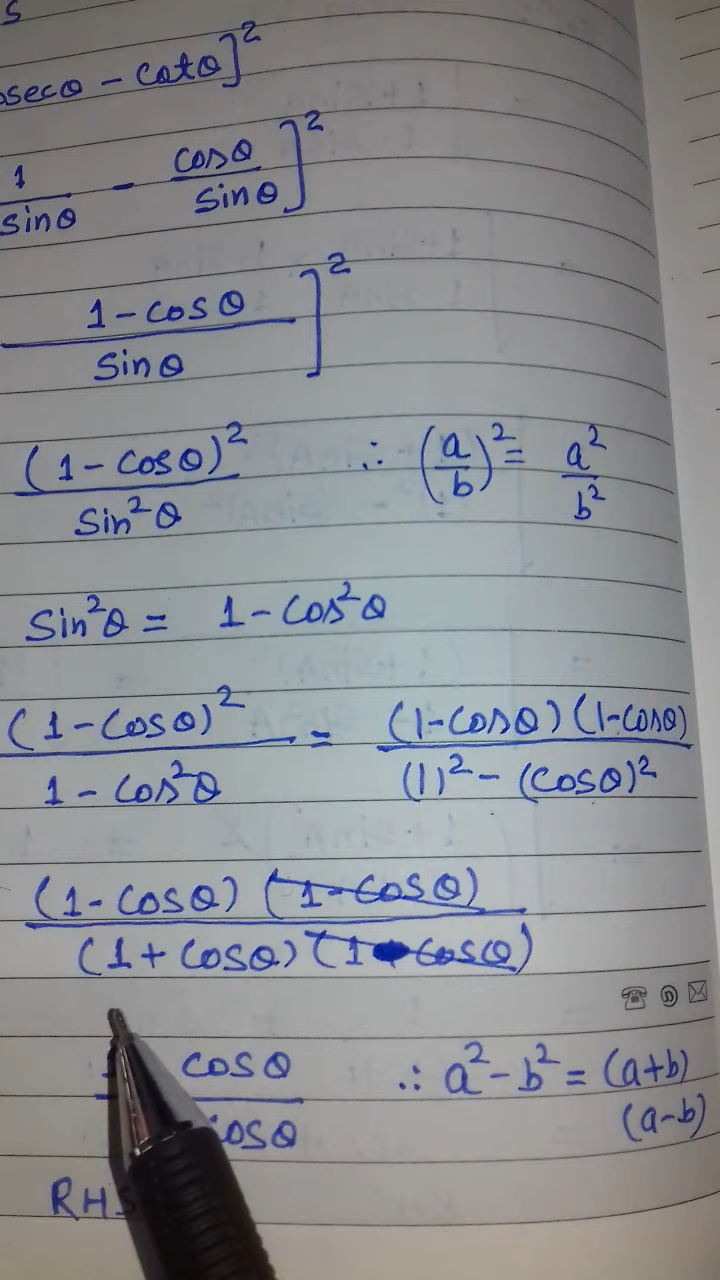 S
osecθ - cotθ]²
1/sinθ - cosθ/sinθ]²
1 - cosθ/sinθ]²
(1 - cosθ)²/sin²θ ∴ (a/b)² = a²/b²
sin²θ = 1 - cos²θ
(1 - cosθ)²/1 - cos²θ = (1 - cosθ)(1 - cosθ)/(1)² - (cosθ)²
(1 - cosθ)(1 - cosθ)/(1 + cosθ)(1 - cosθ)
cosθ/cosθ ∴ a² - b² = (a+b)
(a-b)
RHS